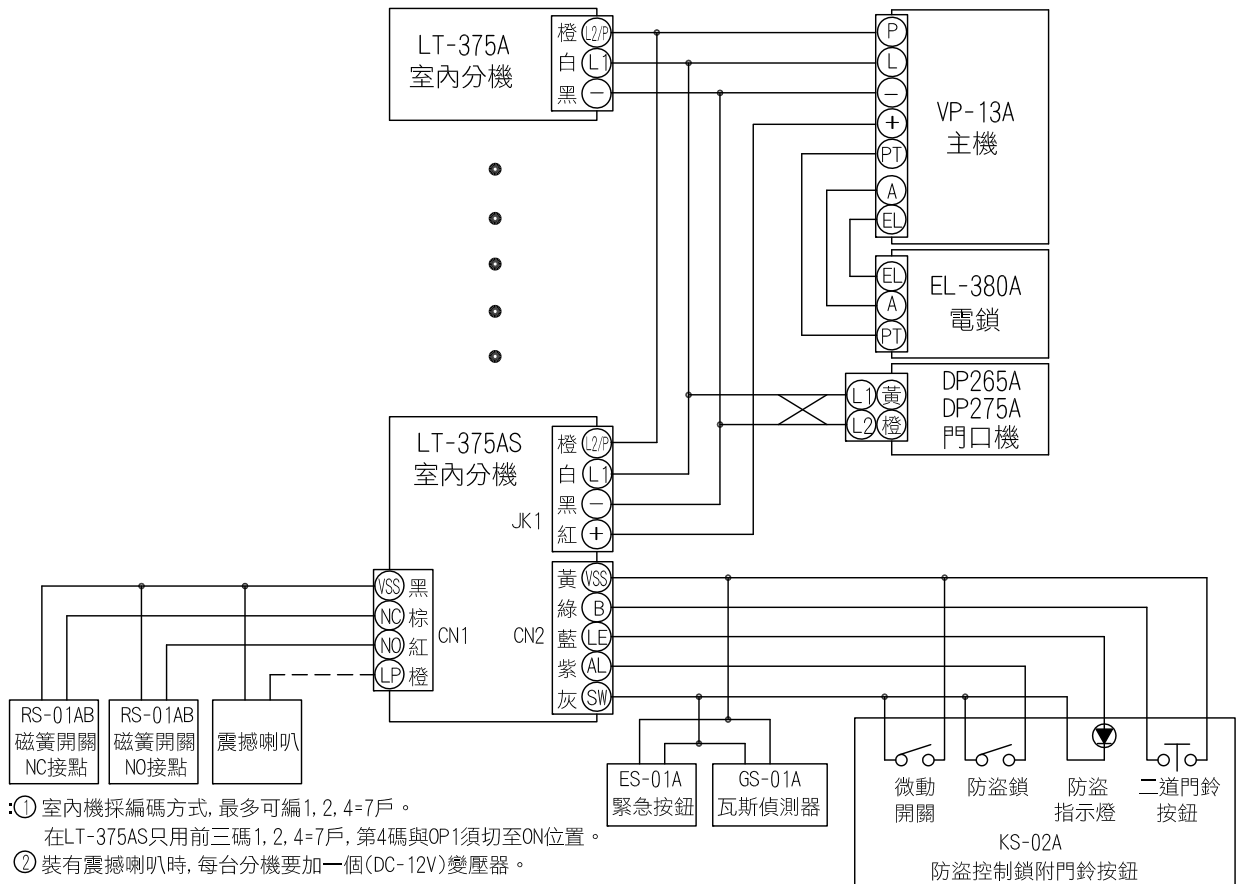 LT-375A
室內分機
橙 L2/P
白 L1
黑 −
P
L
−
+
PT
A
EL
VP-13A
主機
EL
A
PT
EL-380A
電鎖
L1 黃
L2 橙
DP265A
DP275A
門口機
LT-375AS
室內分機
JK1
橙 L2/P
白 L1
黑 −
紅 +
VSS 黑
NC 棕
NO 紅
LP 橙
CN1
CN2
黃 VSS
綠 B
藍 LE
紫 AL
灰 SW
RS-01AB
磁簧開關
NC接點
RS-01AB
磁簧開關
NO接點
震撼喇叭
ES-01A
緊急按鈕
GS-01A
瓦斯偵測器
微動
開關
防盜鎖
防盜
指示燈
二道門鈴
按鈕
KS-02A
防盜控制鎖附門鈴按鈕
:① 室內機採編碼方式, 最多可編1, 2, 4=7戶。
在LT-375AS只用前三碼1, 2, 4=7戶, 第4碼與OP1須切至ON位置。
② 裝有震撼喇叭時, 每台分機要加一個(DC-12V)變壓器。